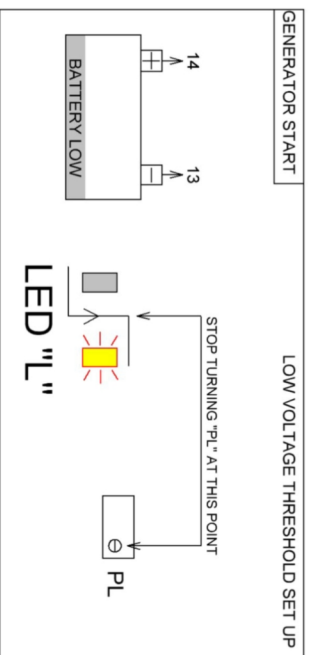 GENERATOR START
LOW VOLTAGE THRESHOLD SET UP
14
13
+
−
BATTERY LOW
STOP TURNING "PL" AT THIS POINT
LED "L"
PL